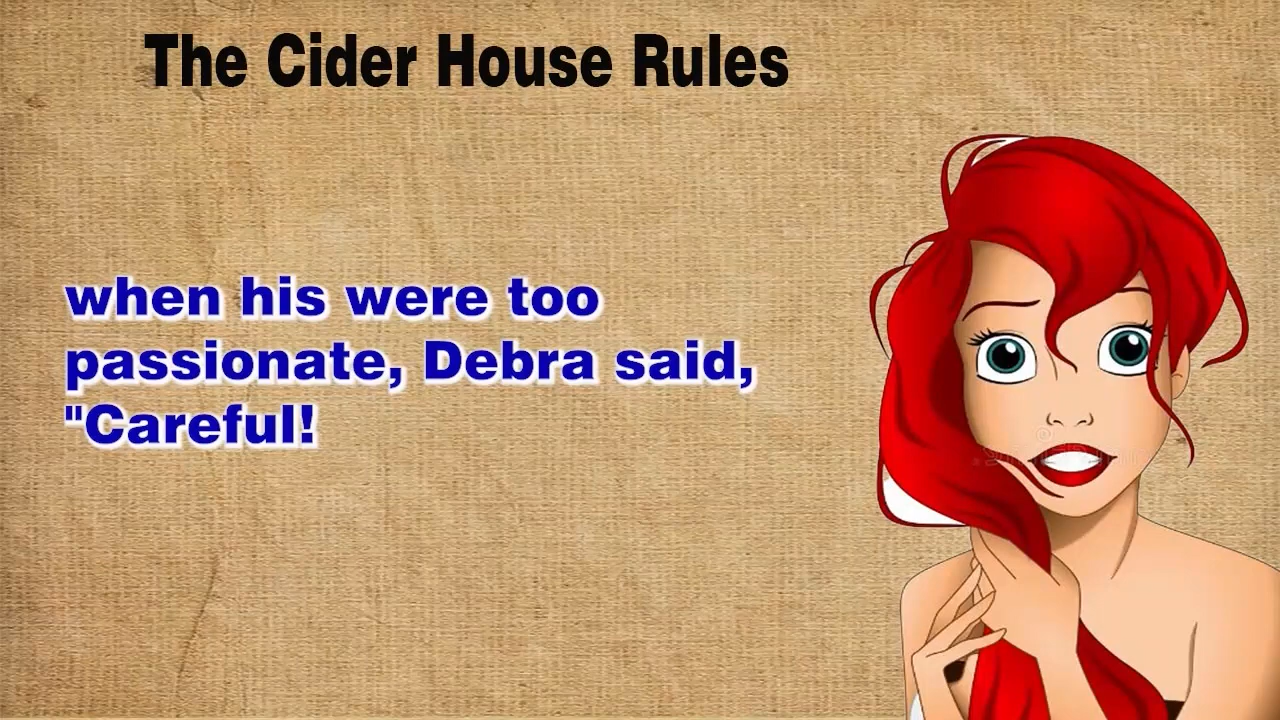 The Cider House Rules
when his were too
passionate, Debra said,
"Careful!